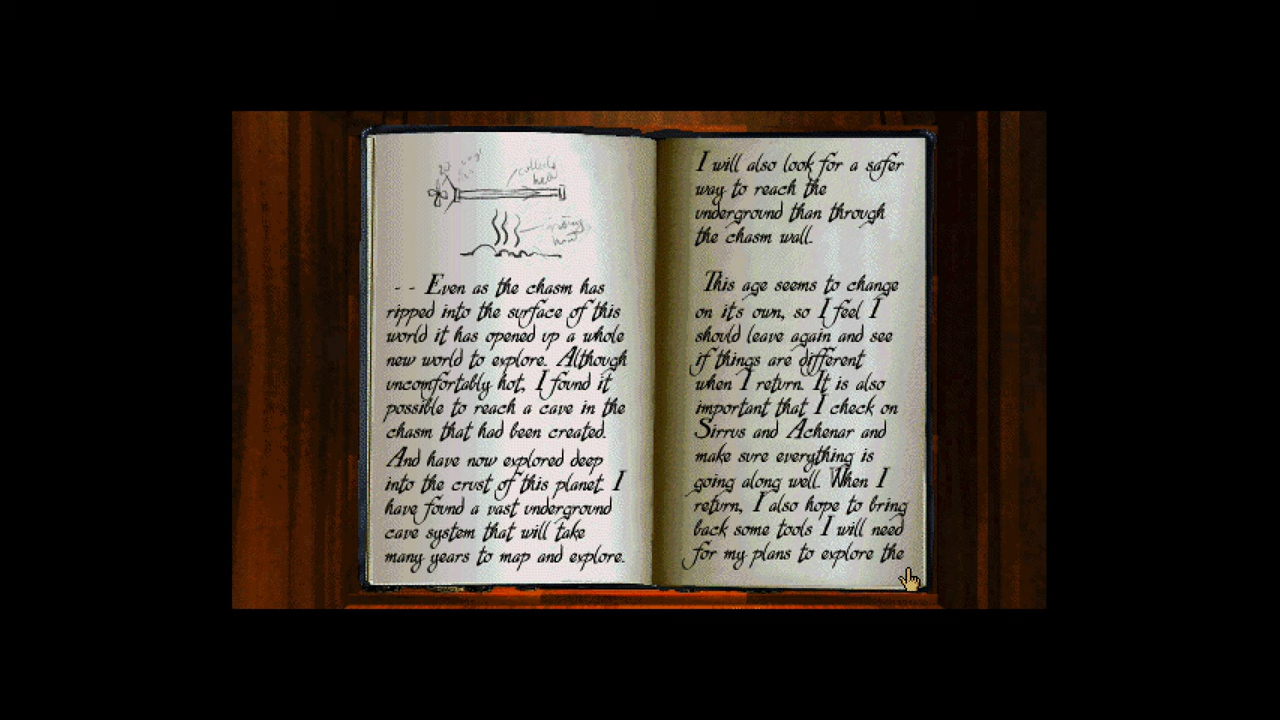 - - Even as the chasm has
ripped into the surface of this
world it has opened up a whole
new world to explore. Although
uncomfortably hot, I found it
possible to reach a cave in the
chasm that had been created.
And have now explored deep
into the crust of this planet. I
have found a vast underground
cave system that will take
many years to map and explore.
I will also look for a safer
way to reach the
underground than through
the chasm wall.
This age seems to change
on its own, so I feel I
should leave again and see
if things are different
when I return. It is also
important that I check on
Sirrus and Achenar and
make sure everything is
going along well. When I
return, I also hope to bring
back some tools I will need
for my plans to explore the